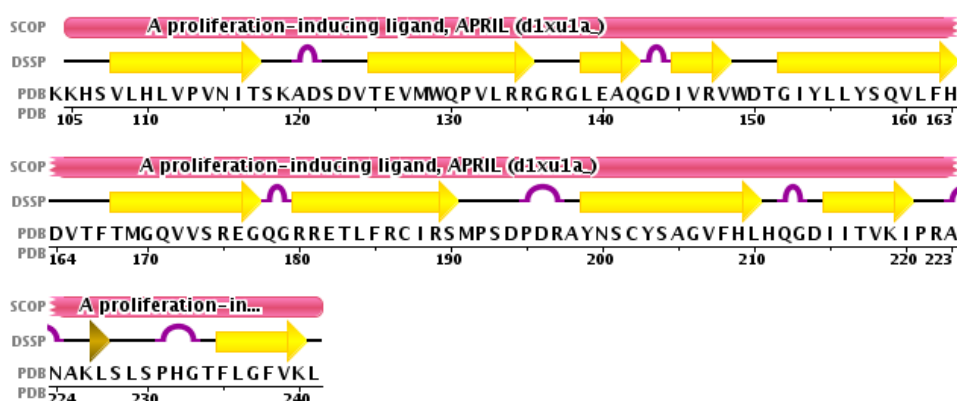 SCOP A proliferation-inducing ligand, APRIL (d1xu1a_)
DSSP
PDB KKHSVLHLVPVNITSKADSDVTEVMWQPVLRRGRGLEAQGDIVRVWDTGIYLLYSQVLFH
PDB 105 110 120 130 140 150 160 163
SCOP A proliferation-inducing ligand, APRIL (d1xu1a_)
DSSP
PDB DVTFTMGQVVSREGQGRRETLFRCIRSMPSDPDRAYNSCYSAGVFHLHQGDIITVKIPRA
PDB 164 170 180 190 200 210 220 223
SCOP A proliferation-in...
DSSP
PDB NAKLSLSPHGTFLGFVKL
PDB 224 230 240